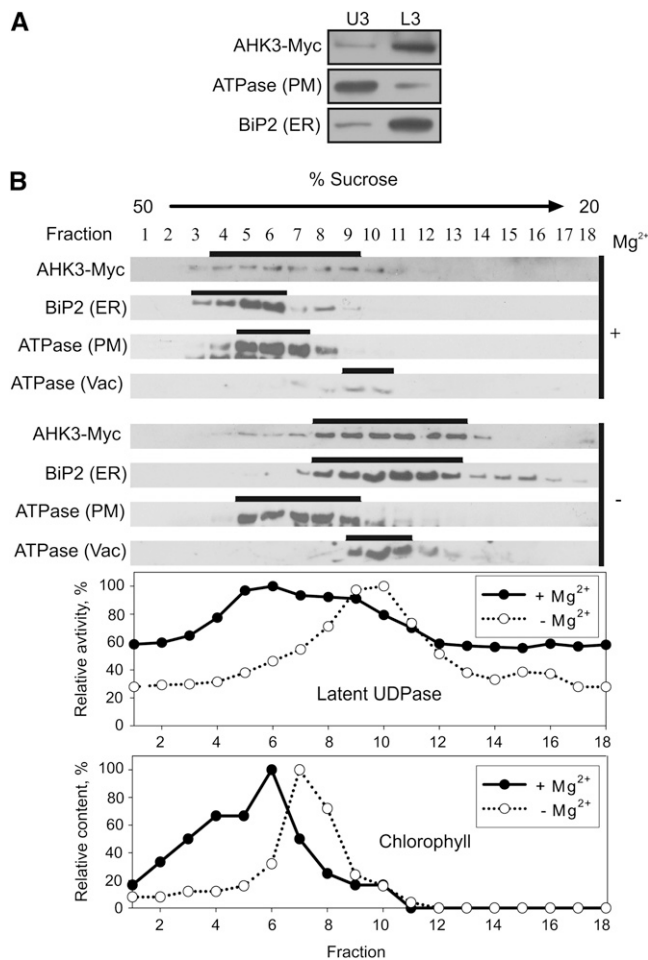 A
U3 L3
AHK3-Myc
ATPase (PM)
BiP2 (ER)
B
% Sucrose
50 20
Fraction 1 2 3 4 5 6 7 8 9 10 11 12 13 14 15 16 17 18 Mg2+
AHK3-Myc
BiP2 (ER)
ATPase (PM)
ATPase (Vac)
+
AHK3-Myc
BiP2 (ER)
ATPase (PM)
ATPase (Vac)
-
Relative avtivity, %
100
80
60
40
20
0
+ Mg2+
- Mg2+
Latent UDPase
2 4 6 8 10 12 14 16 18
Relative content, %
100
80
60
40
20
0
+ Mg2+
- Mg2+
Chlorophyll
2 4 6 8 10 12 14 16 18
Fraction